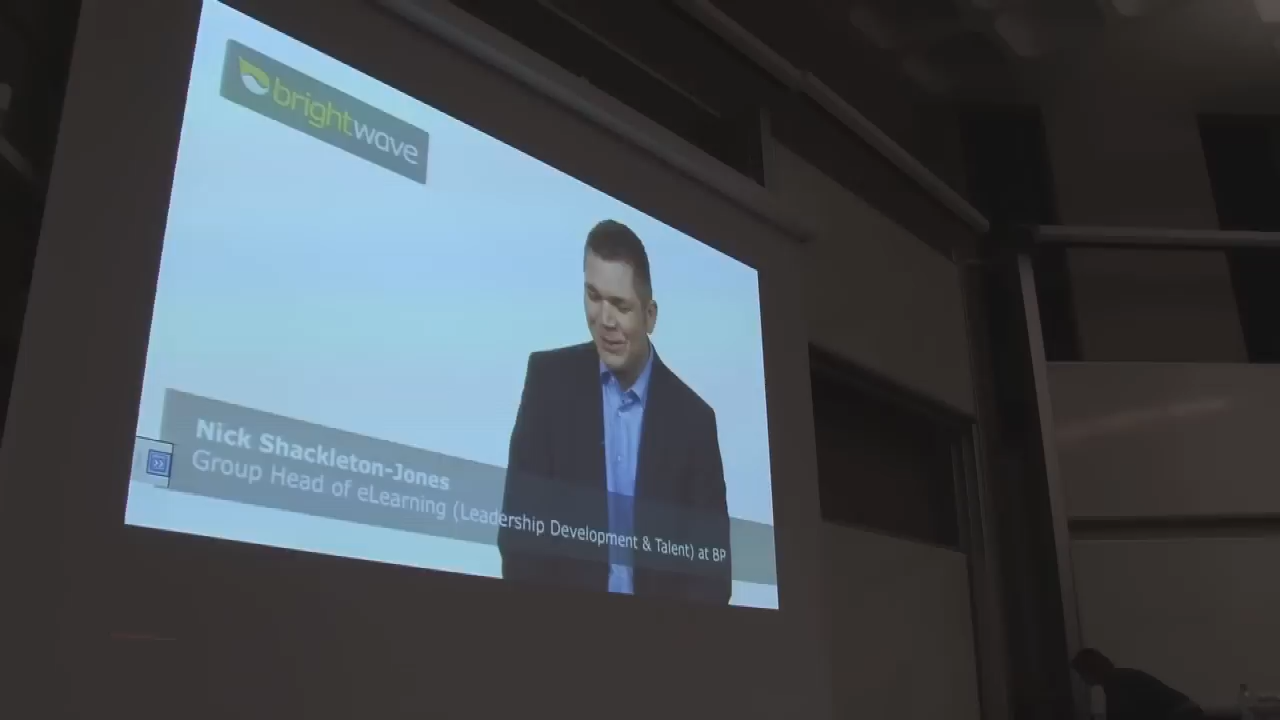 brightwave
Nick Shackleton-Jones
Group Head of eLearning (Leadership Development & Talent) at BP